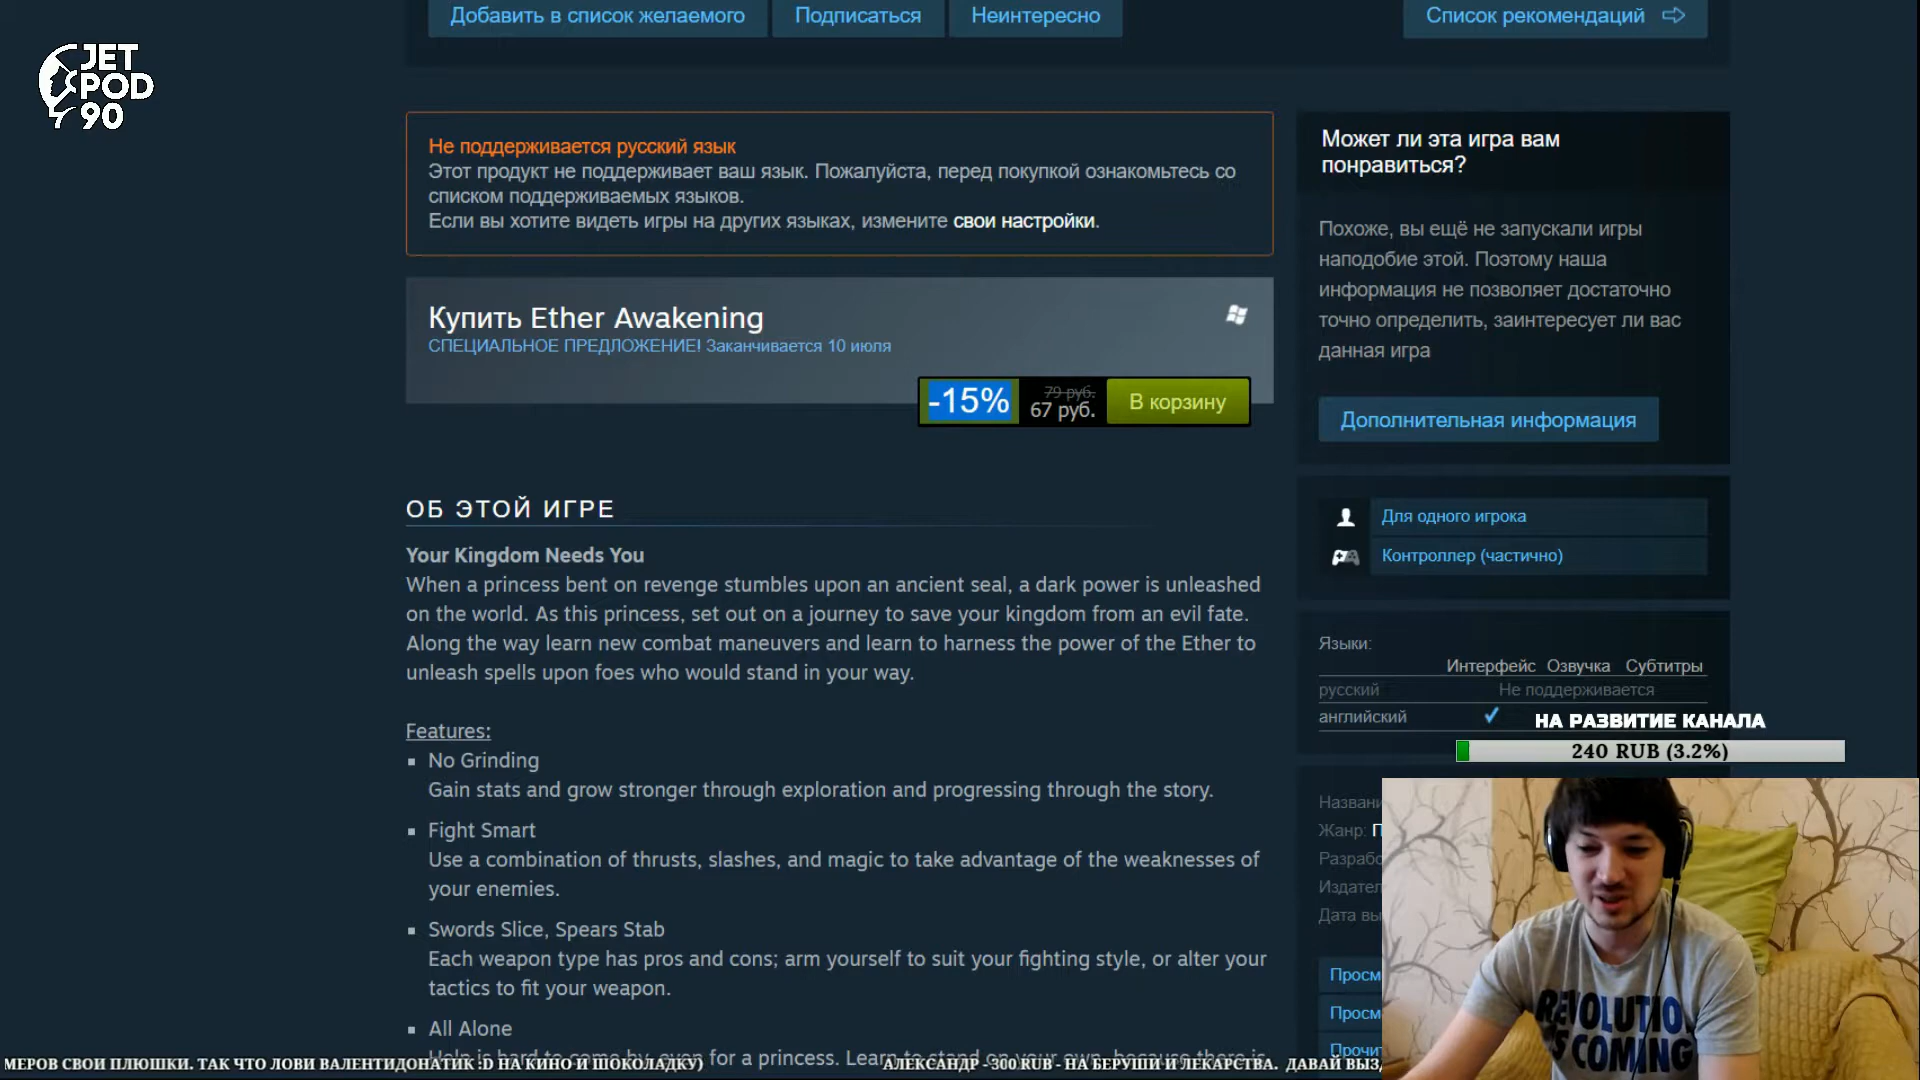 Добавить в список желаемого
Подписаться
Неинтересно
Список рекомендаций
JET
POD
90
Не поддерживается русский язык
Этот продукт не поддерживает ваш язык. Пожалуйста, перед покупкой ознакомьтесь со
списком поддерживаемых языков.
Если вы хотите видеть игры на других языках, измените свои настройки.
Купить Ether Awakening
СПЕЦИАЛЬНОЕ ПРЕДЛОЖЕНИЕ! Заканчивается 10 июля
-15%
79 руб.
67 руб.
В корзину
ОБ ЭТОЙ ИГРЕ
Your Kingdom Needs You
When a princess bent on revenge stumbles upon an ancient seal, a dark power is unleashed
on the world. As this princess, set out on a journey to save your kingdom from an evil fate.
Along the way learn new combat maneuvers and learn to harness the power of the Ether to
unleash spells upon foes who would stand in your way.
Features:
No Grinding
Gain stats and grow stronger through exploration and progressing through the story.
Fight Smart
Use a combination of thrusts, slashes, and magic to take advantage of the weaknesses of
your enemies.
Swords Slice, Spears Stab
Each weapon type has pros and cons; arm yourself to suit your fighting style, or alter your
tactics to fit your weapon.
All Alone
Help is hard to come by, even for a princess. Learn to stand on your own, because there is
Может ли эта игра вам
понравиться?
Похоже, вы ещё не запускали игры
наподобие этой. Поэтому наша
информация не позволяет достаточно
точно определить, заинтересует ли вас
данная игра
Дополнительная информация
Для одного игрока
Контроллер (частично)
Языки:
Интерфейс Озвучка Субтитры
русский Не поддерживается
английский
НА РАЗВИТИЕ КАНАЛА
240 RUB (3.2%)
Названи
Жанр: П
Разрабо
Издател
Дата вы
Просм
Просм
Прочит
REVOLUTIO
IS COMING
МЕРОВ СВОИ ПЛЮШКИ. ТАК ЧТО ЛОВИ ВАЛЕНТИДОНАТИК :D НА КИНО И ШОКОЛАДКУ)
АЛЕКСАНДР - 300 RUB - НА БЕРУШИ И ЛЕКАРСТВА. ДАВАЙ ВЫЗД